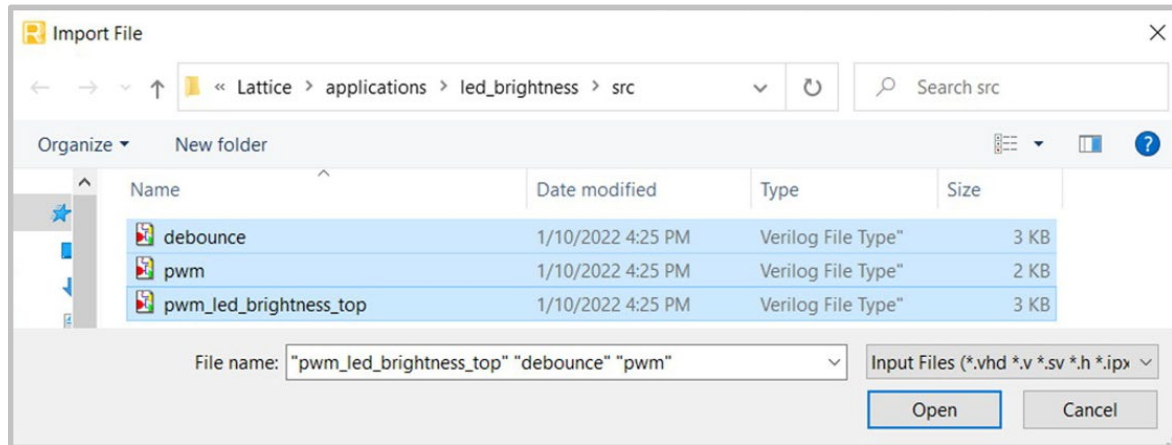 Import File
« Lattice > applications > led_brightness > src
Search src
Organize New folder
Name Date modified Type Size
debounce 1/10/2022 4:25 PM Verilog File Type" 3 KB
pwm 1/10/2022 4:25 PM Verilog File Type" 2 KB
pwm_led_brightness_top 1/10/2022 4:25 PM Verilog File Type" 3 KB
File name: "pwm_led_brightness_top" "debounce" "pwm" Input Files (*.vhd *.v *.sv *.h *.ipx
Open Cancel